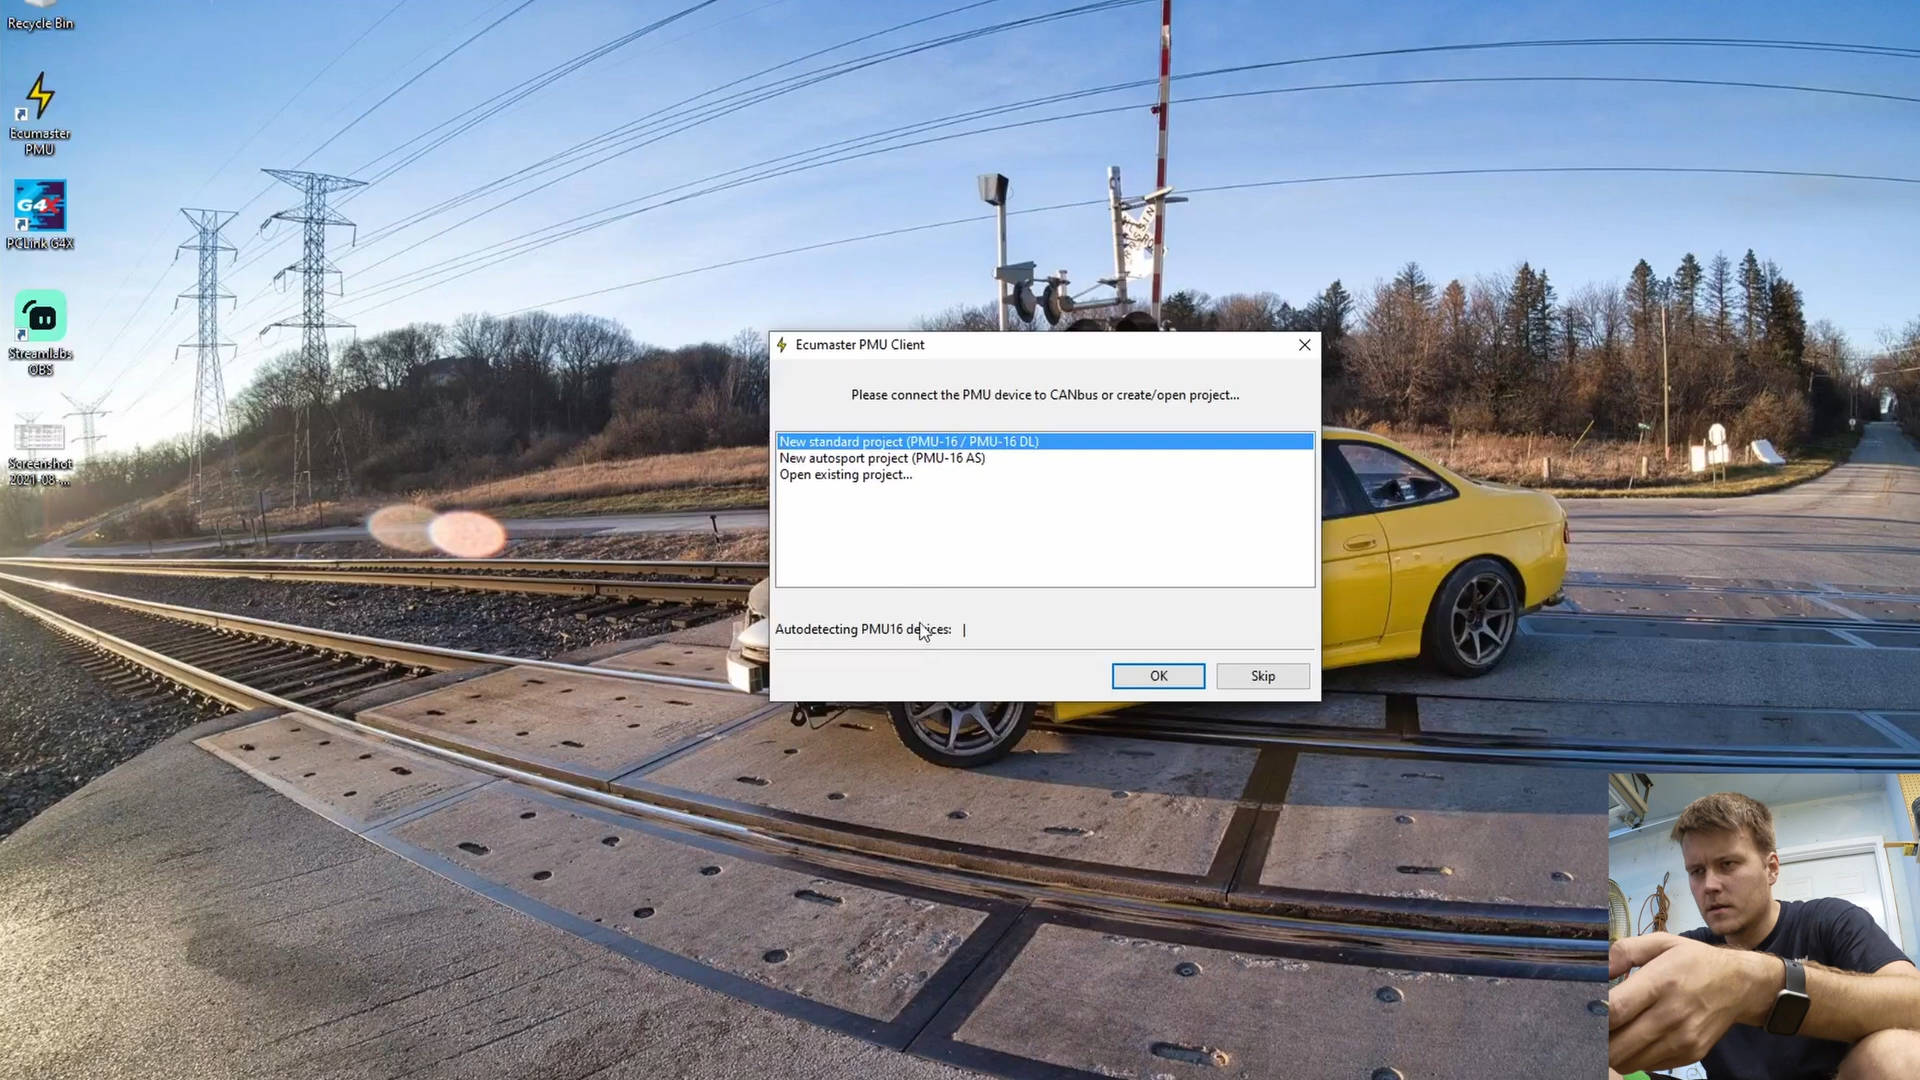 Recycle Bin
Ecumaster
PMU
G4X
PCLink G4X
Streamlabs
OBS
Screenshot
2021-08-...
Ecumaster PMU Client
Please connect the PMU device to CANbus or create/open project...
New standard project (PMU-16 / PMU-16 DL)
New autosport project (PMU-16 AS)
Open existing project...
Autodetecting PMU16 devices: |
OK
Skip